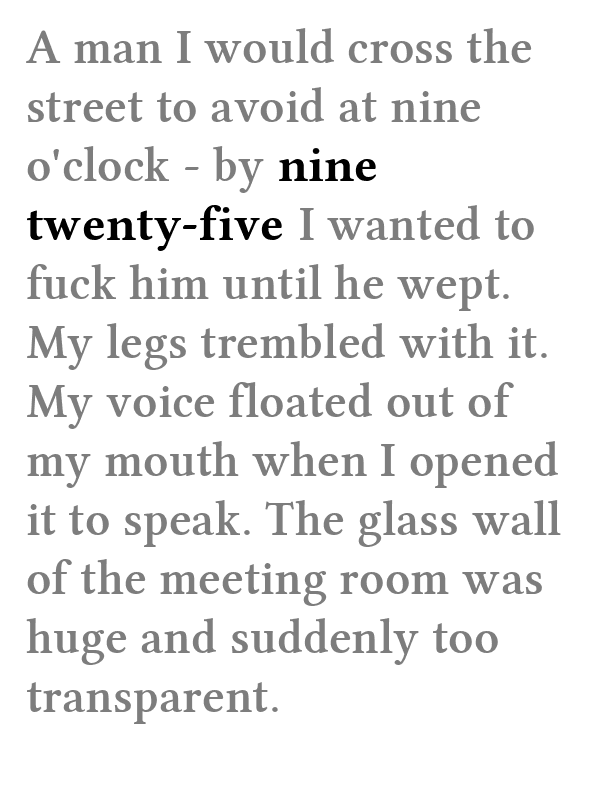 A man I would cross the
street to avoid at nine
o'clock - by nine
twenty-five I wanted to
fuck him until he wept.
My legs trembled with it.
My voice floated out of
my mouth when I opened
it to speak. The glass wall
of the meeting room was
huge and suddenly too
transparent.